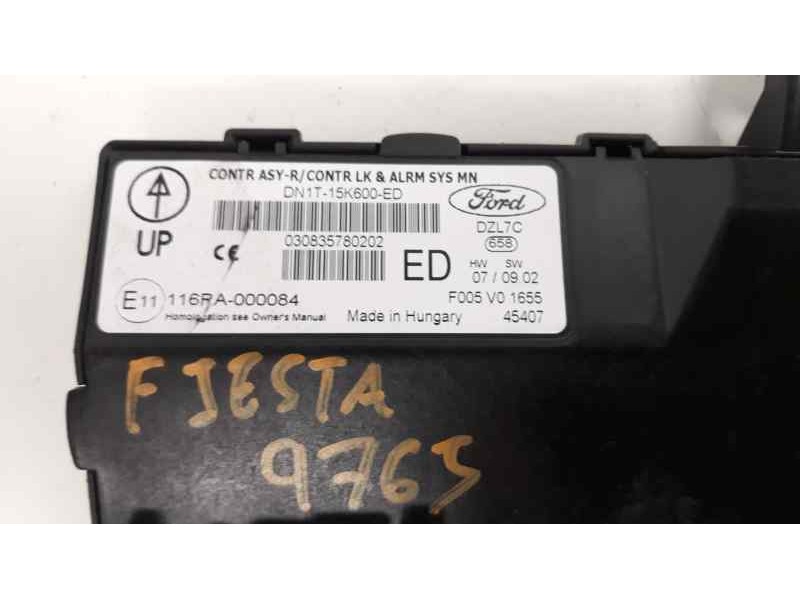 CONTR ASY-R/CONTR LK & ALRM SYS MN
DN1T-15K600-ED
Ford
DZL7C
UP
CE
030835780202
658
ED
HW SW
07 / 09.02
E11 116RA-000084
F005 V0 1655
Homologation see Owner's Manual
Made in Hungary
45407
FIESTA
9765